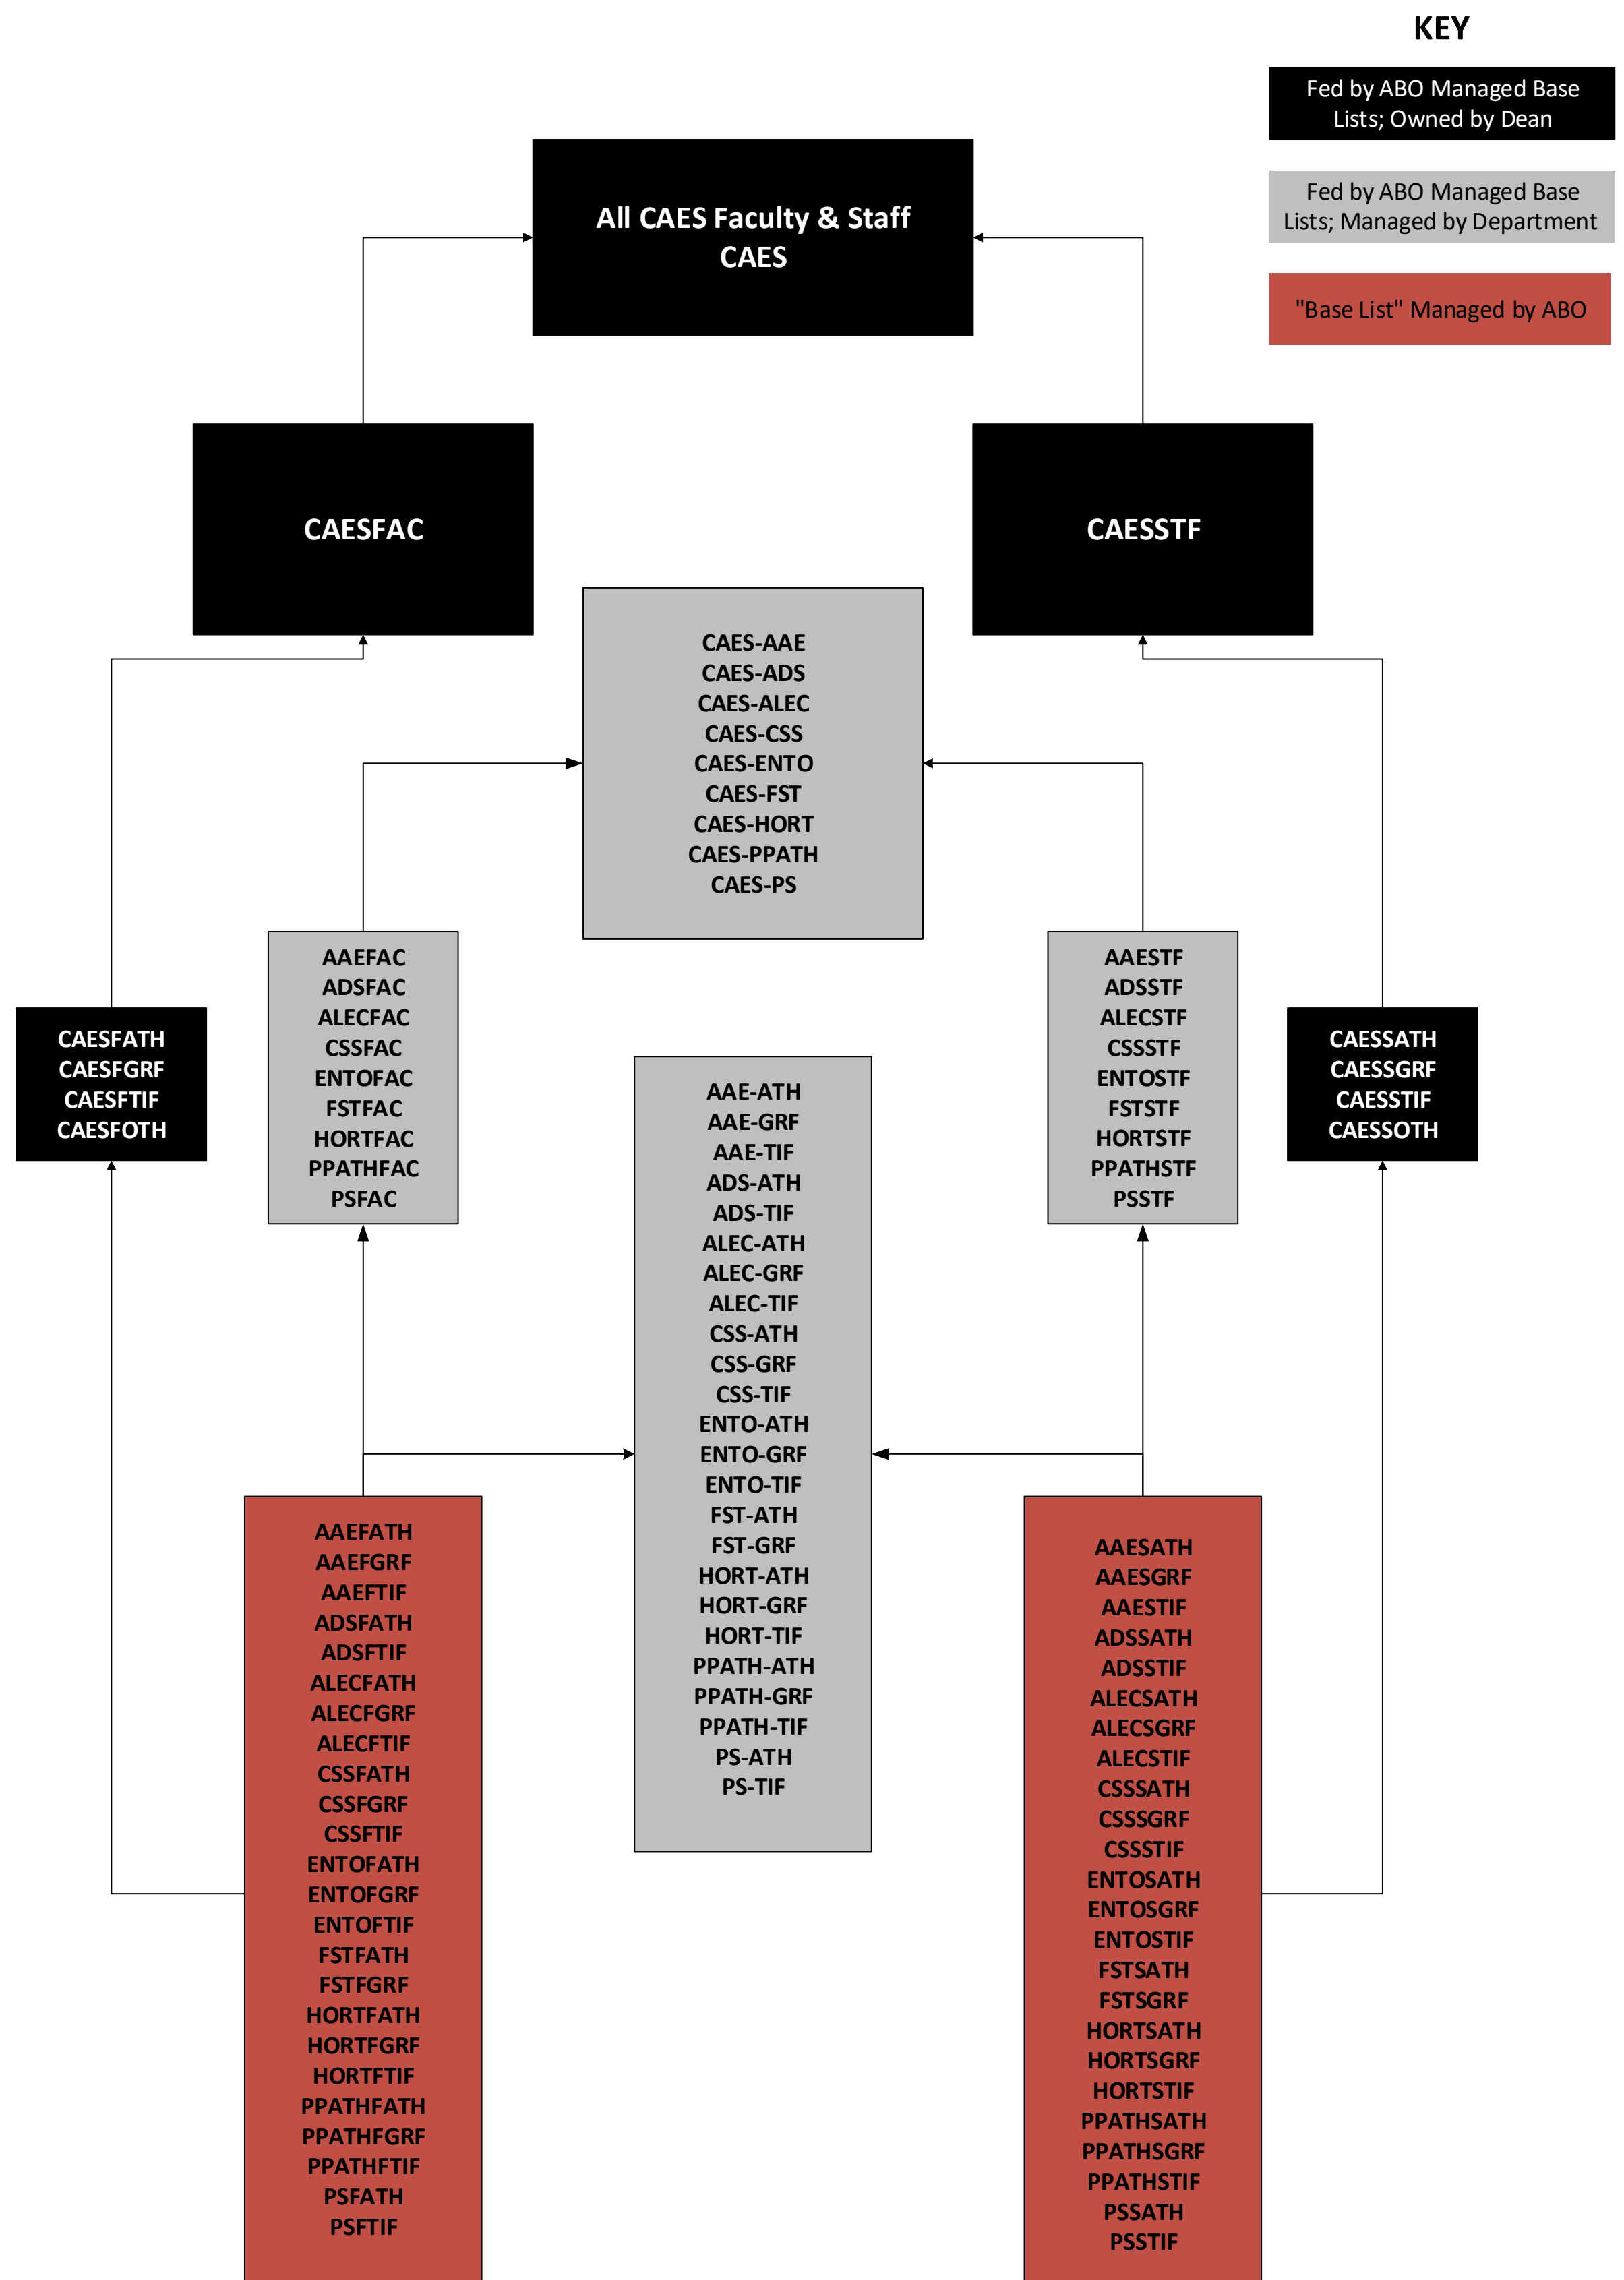 KEY
Fed by ABO Managed Base
Lists; Owned by Dean
Fed by ABO Managed Base
Lists; Managed by Department
"Base List" Managed by ABO
All CAES Faculty & Staff
CAES
CAESFAC
CAESSTF
CAES-AAE
CAES-ADS
CAES-ALEC
CAES-CSS
CAES-ENTO
CAES-FST
CAES-HORT
CAES-PPATH
CAES-PS
CAESFATH
CAESFGRF
CAESFTIF
CAESFOTH
AAEFAC
ADSFAC
ALECFAC
CSSFAC
ENTOFAC
FSTFAC
HORTFAC
PPATHFAC
PSFAC
AAESTF
ADSSTF
ALECSTF
CSSSTF
ENTOSTF
FSTSTF
HORTSTF
PPATHSTF
PSSTF
CAESSATH
CAESSGRF
CAESSTIF
CAESSOTH
AAE-ATH
AAE-GRF
AAE-TIF
ADS-ATH
ADS-TIF
ALEC-ATH
ALEC-GRF
ALEC-TIF
CSS-ATH
CSS-GRF
CSS-TIF
ENTO-ATH
ENTO-GRF
ENTO-TIF
FST-ATH
FST-GRF
HORT-ATH
HORT-GRF
HORT-TIF
PPATH-ATH
PPATH-GRF
PPATH-TIF
PS-ATH
PS-TIF
AAEFATH
AAEFGRF
AAEFTIF
ADSFATH
ADSFTIF
ALECFATH
ALECFGRF
ALECFTIF
CSSFATH
CSSFGRF
CSSFTIF
ENTOFATH
ENTOFGRF
ENTOFTIF
FSTFATH
FSTFGRF
HORTFATH
HORTFGRF
HORTFTIF
PPATHFATH
PPATHFGRF
PPATHFTIF
PSFATH
PSFTIF
AAESATH
AAESGRF
AAESTIF
ADSSATH
ADSSTIF
ALECSATH
ALECSGRF
ALECSTIF
CSSSATH
CSSSGRF
CSSSTIF
ENTOSATH
ENTOSGRF
ENTOSTIF
FSTSATH
FSTSGRF
HORTSATH
HORTSGRF
HORTSTIF
PPATHSATH
PPATHSGRF
PPATHSTIF
PSSATH
PSSTIF